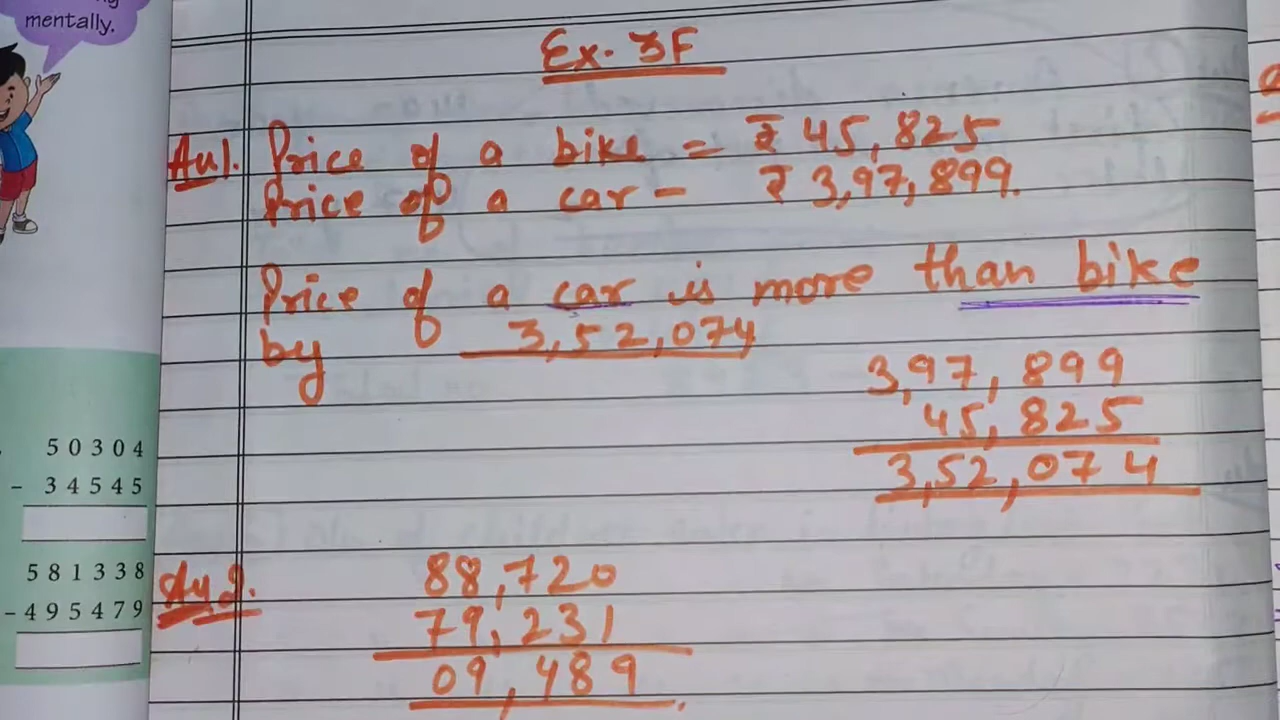 mentally.
Ex. 3F
Au1. Price of a bike = ₹ 45,825
Price of a car - ₹ 3,97,899.
Price of a car is more than bike
by 3,52,074
3,97,899
45,825
3,52,074
50304
- 34545
581338
-495479
88,720
79,231
09,489.